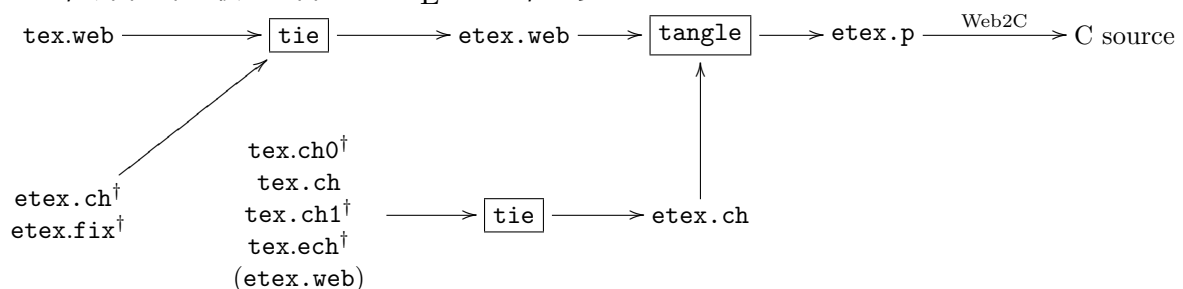 tex.web tie etex.web tangle etex.p Web2C C source
etex.ch†
etex.fix†
tex.ch0†
tex.ch
tex.ch1†
tex.ech†
(etex.web)
tie etex.ch